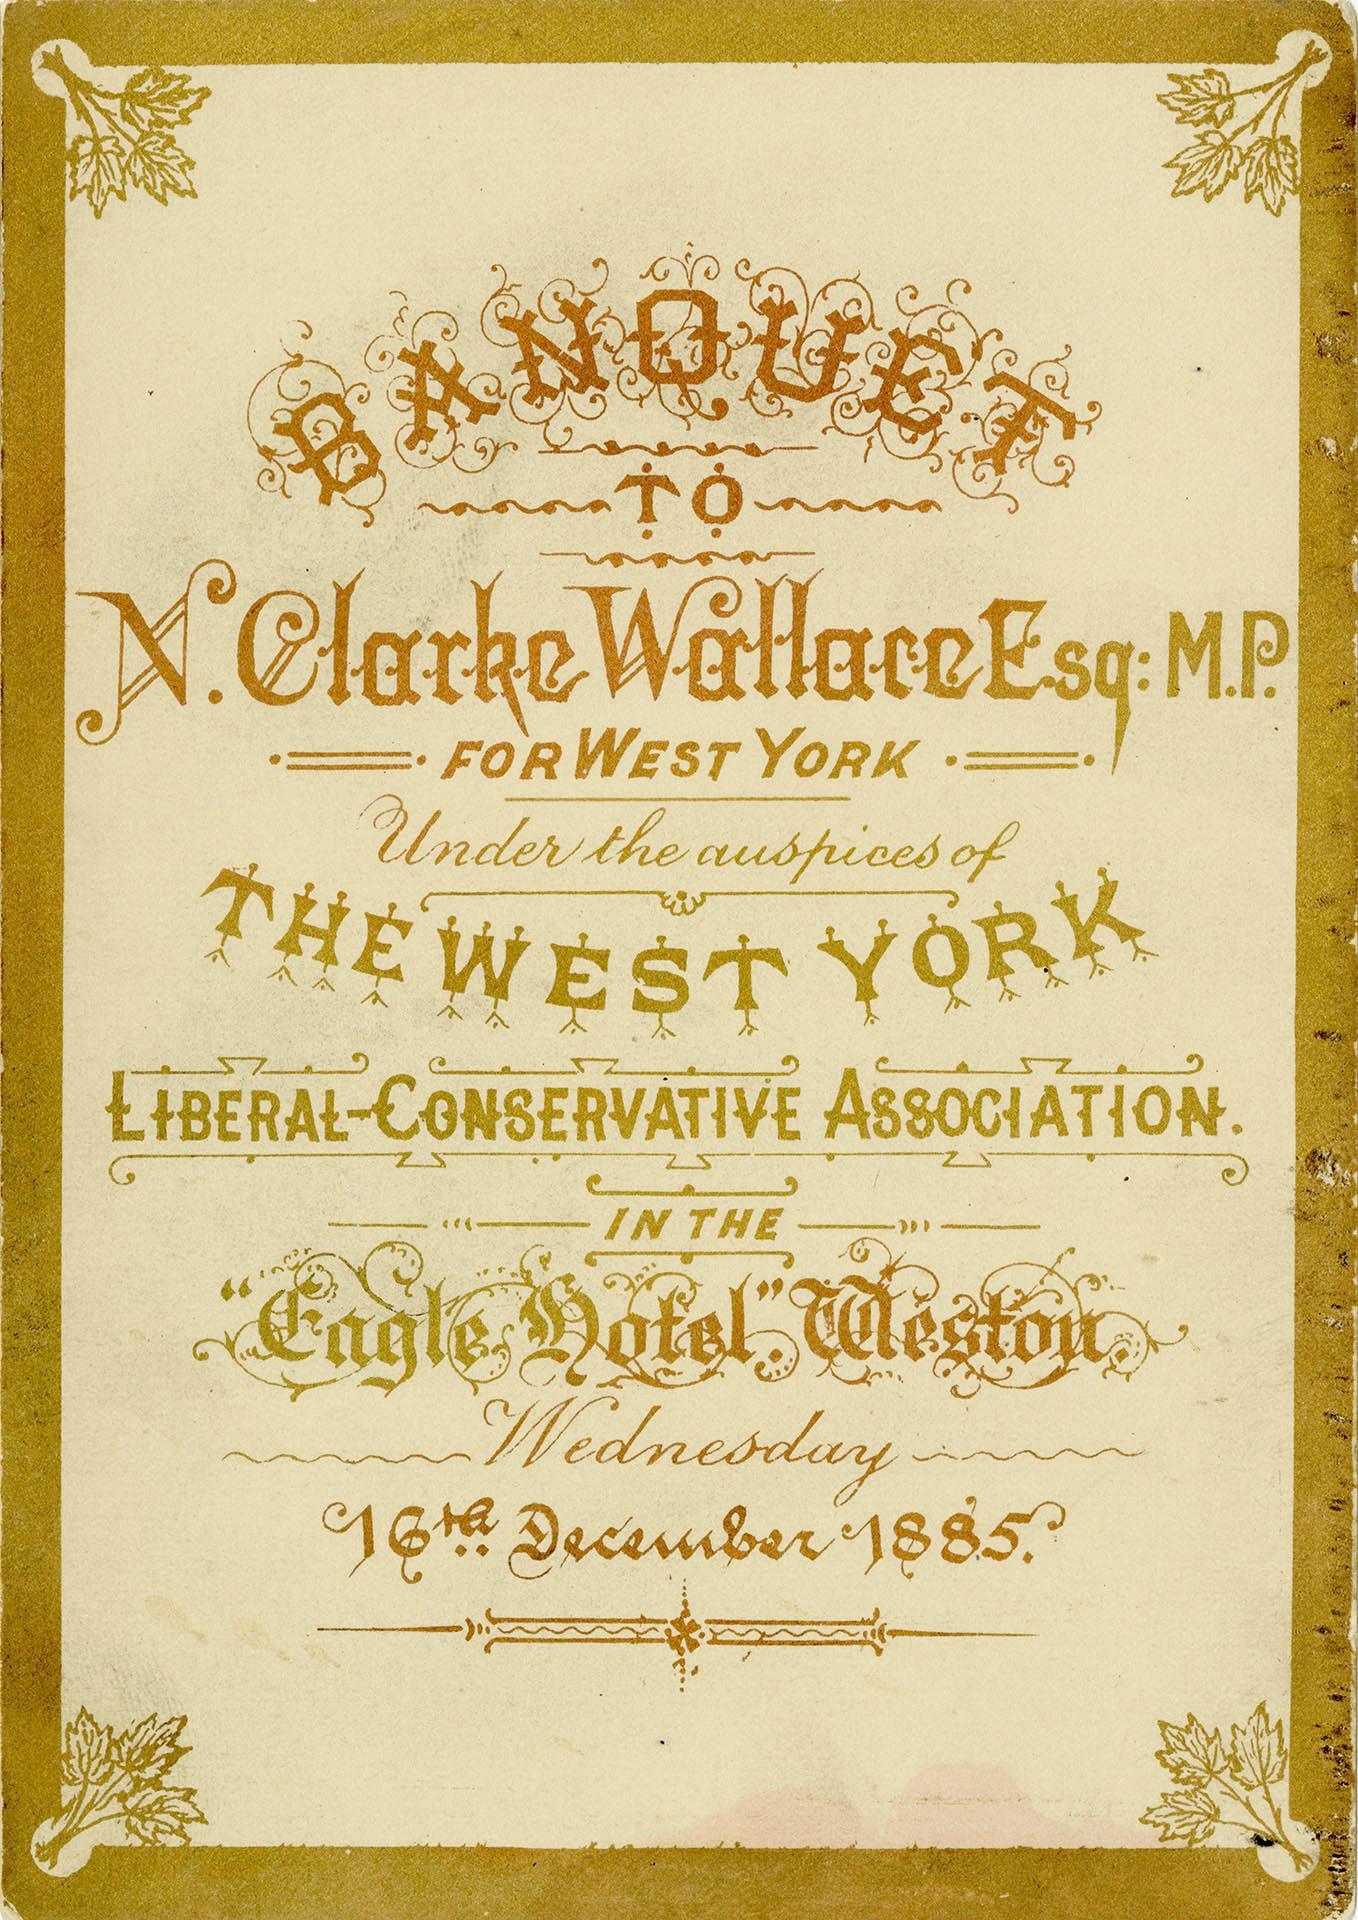 BANQUET
TO
N. Clarke Wallace Esq: M.P.
FOR WEST YORK
Under the auspices of
THE WEST YORK
LIBERAL-CONSERVATIVE ASSOCIATION.
IN THE
"Eagle Hotel." Weston.
Wednesday
16th. December 1885.